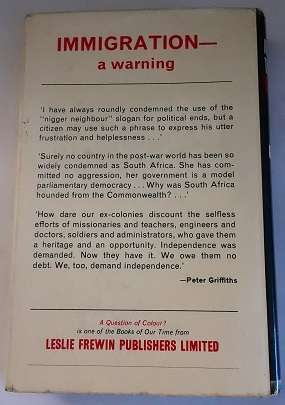 IMMIGRATION—
a warning
'I have always roundly condemned the use of the
"nigger neighbour" slogan for political ends, but a
citizen may use such a phrase to express his utter
frustration and helplessness . . .'
'Surely no country in the post-war world has been so
widely condemned as South Africa. She has com-
mitted no aggression, her government is a model
parliamentary democracy . . . Why was South Africa
hounded from the Commonwealth? . . .'
'How dare our ex-colonies discount the selfless
efforts of missionaries and teachers, engineers and
doctors, soldiers and administrators, who gave them
a heritage and an opportunity. Independence was
demanded. Now they have it. We owe them no
debt. We, too, demand independence.'
—Peter Griffiths
A Question of Colour?
is one of the Books of Our Time from
LESLIE FREWIN PUBLISHERS LIMITED